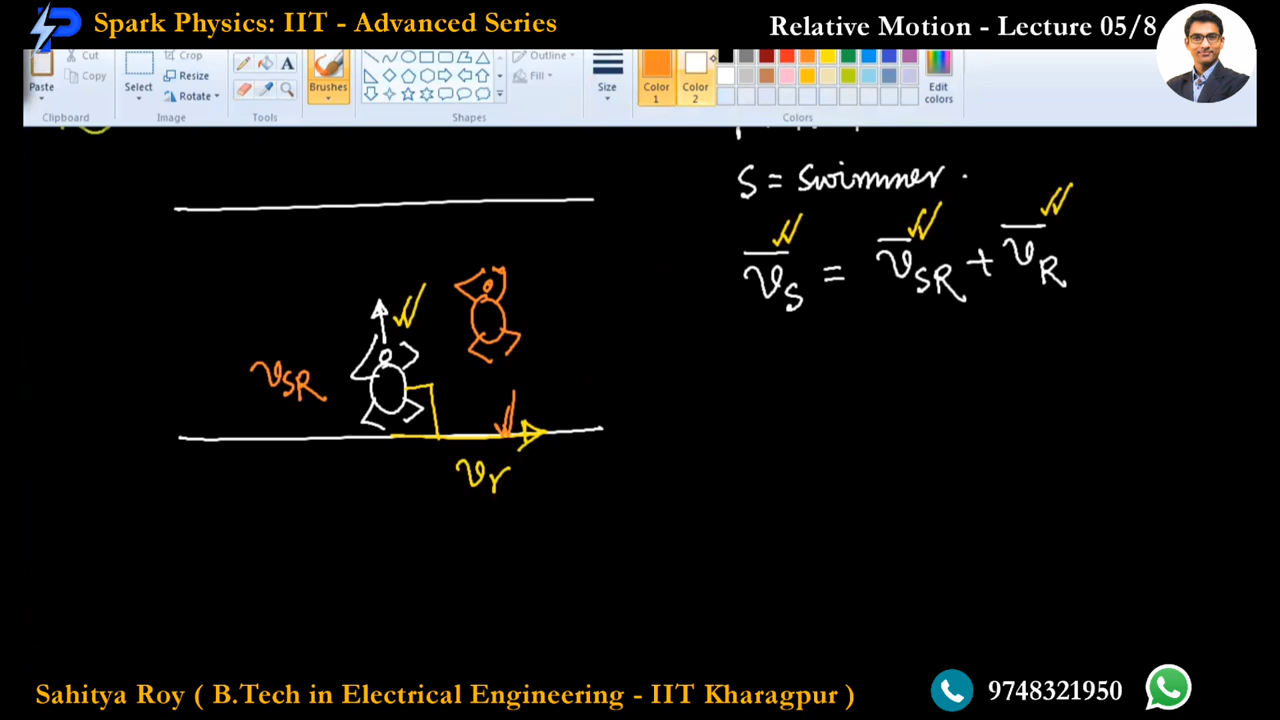 Spark Physics: IIT - Advanced Series
Relative Motion - Lecture 05/8
Cut
Copy
Paste
Clipboard
Select
Crop
Resize
Rotate
Image
A
Tools
Brushes
Outline
Fill
Shapes
Size
Color 1
Color 2
Edit colors
Colors
S = Swimmer .
v̅S = v̅SR + v̅R
vSR
vr
Sahitya Roy ( B.Tech in Electrical Engineering - IIT Kharagpur )
9748321950